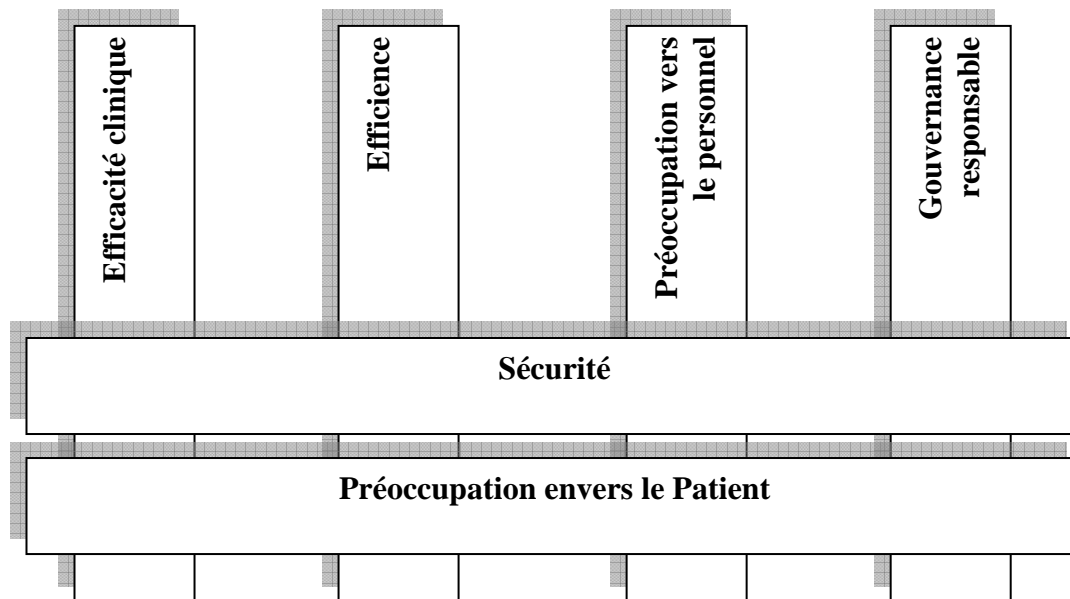 Efficacité clinique
Efficience
Préoccupation vers
le personnel
Gouvernance
responsable
Sécurité
Préoccupation envers le Patient